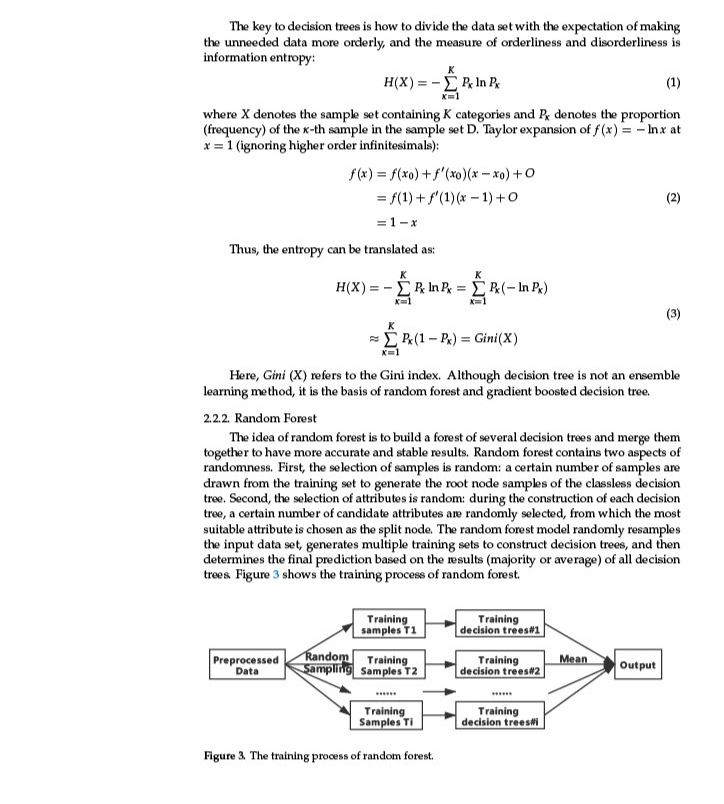 The key to decision trees is how to divide the data set with the expectation of making
the unneeded data more orderly, and the measure of orderliness and disorderliness is
information entropy:
H(X) = − ∑_{κ=1}^{K} Pκ ln Pκ (1)
where X denotes the sample set containing K categories and Pκ denotes the proportion
(frequency) of the κ-th sample in the sample set D. Taylor expansion of f(x) = − ln x at
x = 1 (ignoring higher order infinitesimals):
f(x) = f(x0) + f′(x0)(x − x0) + O
= f(1) + f′(1)(x − 1) + O (2)
= 1 − x
Thus, the entropy can be translated as:
H(X) = − ∑_{κ=1}^{K} Pκ ln Pκ = ∑_{κ=1}^{K} Pκ(− ln Pκ)
(3)
≈ ∑_{κ=1}^{K} Pκ(1 − Pκ) = Gini(X)
Here, Gini (X) refers to the Gini index. Although decision tree is not an ensemble
learning method, it is the basis of random forest and gradient boosted decision tree.
2.2.2. Random Forest
The idea of random forest is to build a forest of several decision trees and merge them
together to have more accurate and stable results. Random forest contains two aspects of
randomness. First, the selection of samples is random: a certain number of samples are
drawn from the training set to generate the root node samples of the classless decision
tree. Second, the selection of attributes is random: during the construction of each decision
tree, a certain number of candidate attributes are randomly selected, from which the most
suitable attribute is chosen as the split node. The random forest model randomly resamples
the input data set, generates multiple training sets to construct decision trees, and then
determines the final prediction based on the results (majority or average) of all decision
trees. Figure 3 shows the training process of random forest.
Preprocessed
Data
Random
Sampling
Training
samples T1
Training
decision trees#1
Training
Samples T2
Training
decision trees#2
......
......
Training
Samples Ti
Training
decision trees#i
Mean
Output
Figure 3. The training process of random forest.